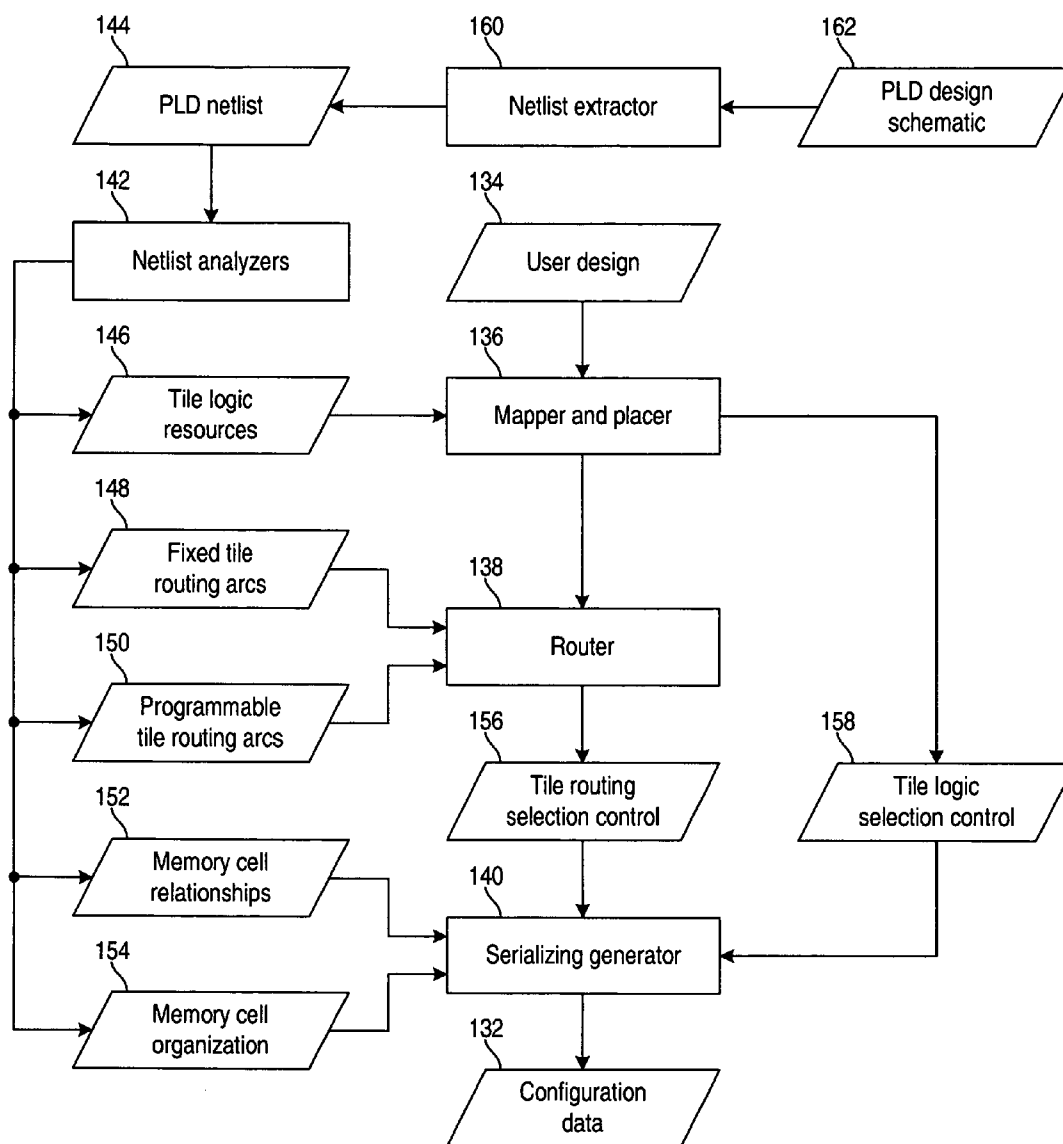 144
160
162
PLD netlist
Netlist extractor
PLD design
schematic
142
134
Netlist analyzers
User design
146
136
Tile logic
resources
Mapper and placer
148
Fixed tile
routing arcs
138
Router
150
Programmable
tile routing arcs
156
Tile routing
selection control
158
Tile logic
selection control
152
Memory cell
relationships
140
Serializing generator
154
Memory cell
organization
132
Configuration
data